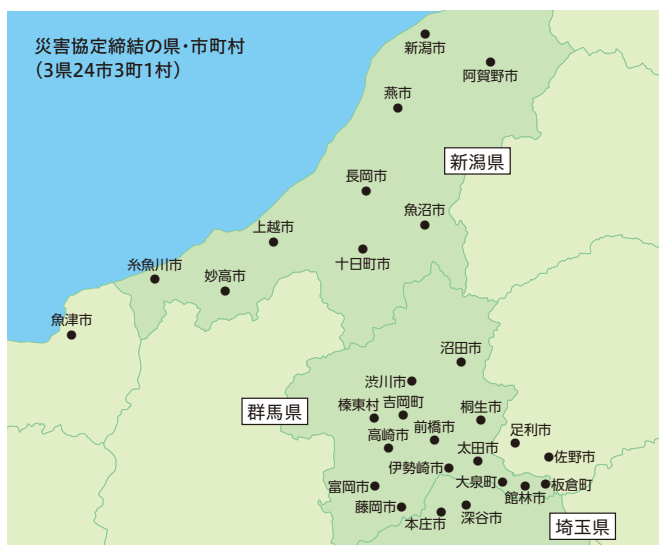 災害協定締結の県・市町村
（3県24市3町1村）
新潟市
阿賀野市
燕市
新潟県
長岡市
魚沼市
上越市
十日町市
糸魚川市
妙高市
魚津市
沼田市
渋川市
群馬県
榛東村
吉岡町
桐生市
前橋市
足利市
高崎市
太田市
佐野市
伊勢崎市
大泉町
板倉町
館林市
富岡市
藤岡市
本庄市
深谷市
埼玉県